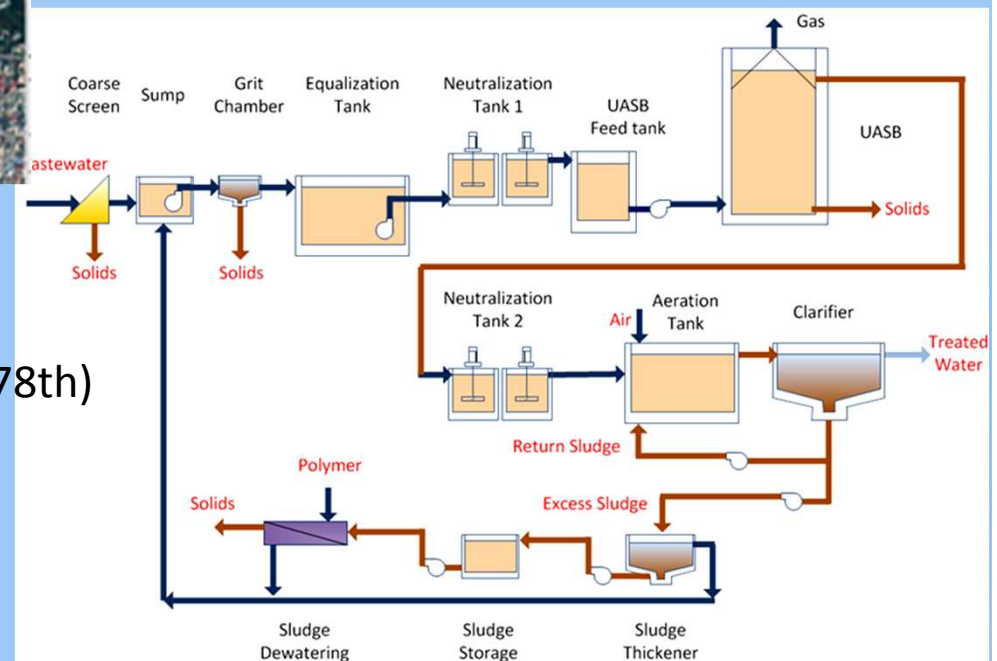 Gas
Coarse
Screen
Sump
Grit
Chamber
Equalization
Tank
Neutralization
Tank 1
UASB
Feed tank
UASB
astewater
Solids
Solids
Solids
Neutralization
Tank 2
Air
Aeration
Tank
Clarifier
Treated
Water
78th)
Return Sludge
Polymer
Solids
Excess Sludge
Sludge
Dewatering
Sludge
Storage
Sludge
Thickener